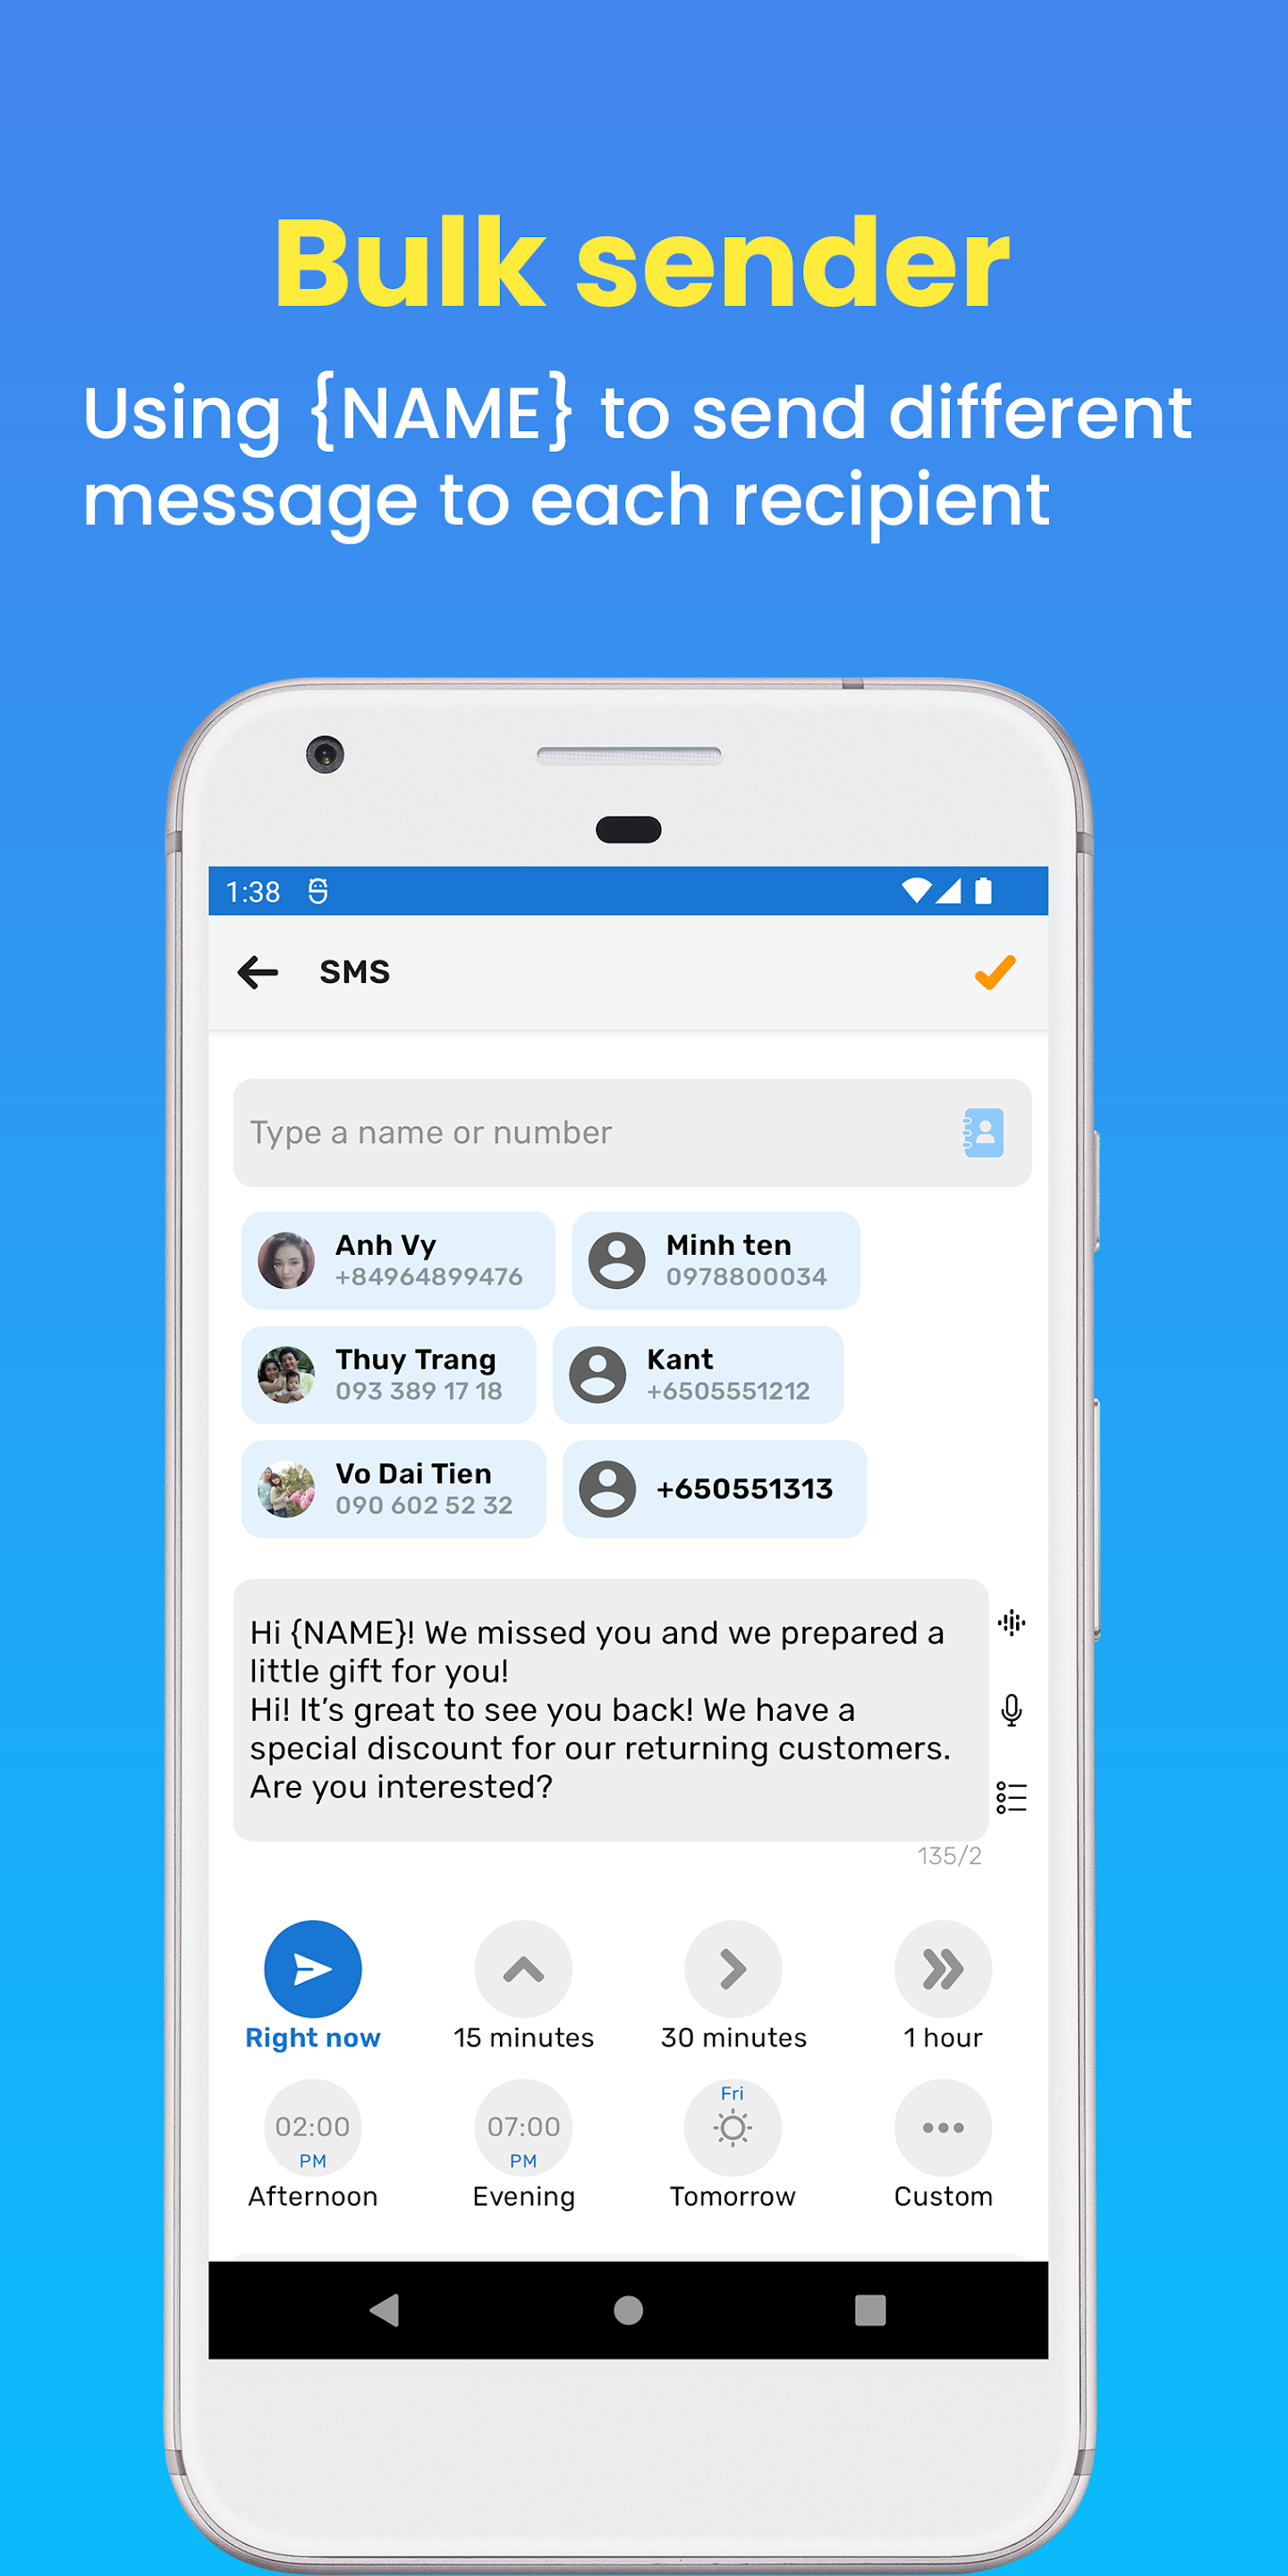 Bulk sender
Using {NAME} to send different
message to each recipient
1:38
SMS
Type a name or number
Anh Vy
+84964899476
Minh ten
0978800034
Thuy Trang
093 389 17 18
Kant
+6505551212
Vo Dai Tien
090 602 52 32
+650551313
Hi {NAME}! We missed you and we prepared a
little gift for you!
Hi! It’s great to see you back! We have a
special discount for our returning customers.
Are you interested?
135/2
Right now
15 minutes
30 minutes
1 hour
02:00
PM
Afternoon
07:00
PM
Evening
Fri
Tomorrow
Custom